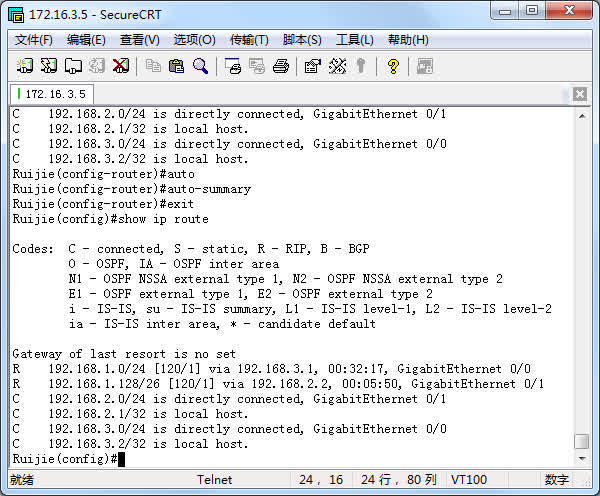 172.16.3.5 - SecureCRT
文件(F) 编辑(E) 查看(V) 选项(O) 传输(T) 脚本(S) 工具(L) 帮助(H)
172.16.3.5
C    192.168.2.0/24 is directly connected, GigabitEthernet 0/1
C    192.168.2.1/32 is local host.
C    192.168.3.0/24 is directly connected, GigabitEthernet 0/0
C    192.168.3.2/32 is local host.
Ruijie(config-router)#auto
Ruijie(config-router)#auto-summary
Ruijie(config-router)#exit
Ruijie(config)#show ip route
Codes:  C - connected, S - static, R - RIP, B - BGP
O - OSPF, IA - OSPF inter area
N1 - OSPF NSSA external type 1, N2 - OSPF NSSA external type 2
E1 - OSPF external type 1, E2 - OSPF external type 2
i - IS-IS, su - IS-IS summary, L1 - IS-IS level-1, L2 - IS-IS level-2
ia - IS-IS inter area, * - candidate default
Gateway of last resort is no set
R    192.168.1.0/24 [120/1] via 192.168.3.1, 00:32:17, GigabitEthernet 0/0
R    192.168.1.128/26 [120/1] via 192.168.2.2, 00:05:50, GigabitEthernet 0/1
C    192.168.2.0/24 is directly connected, GigabitEthernet 0/1
C    192.168.2.1/32 is local host.
C    192.168.3.0/24 is directly connected, GigabitEthernet 0/0
C    192.168.3.2/32 is local host.
Ruijie(config)#
就绪 Telnet 24, 16 24 行, 80 列 VT100 数字